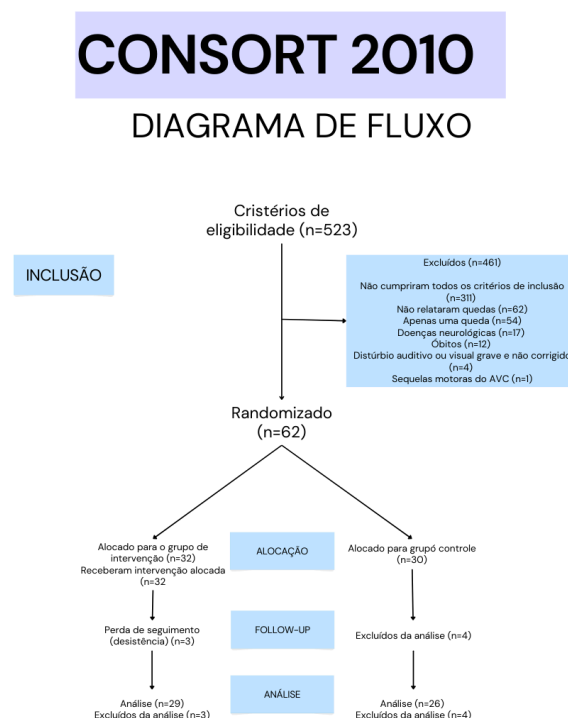 CONSORT 2010
DIAGRAMA DE FLUXO
Cristérios de
eligibilidade (n=523)
INCLUSÃO
Excluídos (n=461)
Não cumpriram todos os critérios de inclusão
(n=311)
Não relataram quedas (n=62)
Apenas uma queda (n=54)
Doenças neurológicas (n=17)
Óbitos (n=12)
Distúrbio auditivo ou visual grave e não corrigido
(n=4)
Sequelas motoras do AVC (n=1)
Randomizado
(n=62)
Alocado para o grupo de
intervenção (n=32)
Receberam intervenção alocada
(n=32
ALOCAÇÃO
Alocado para grupó controle
(n=30)
Perda de seguimento
(desistência) (n=3)
FOLLOW-UP
Excluídos da análise (n=4)
Análise (n=29)
Excluídos da análise (n=3)
ANÁLISE
Análise (n=26)
Excluídos da análise (n=4)